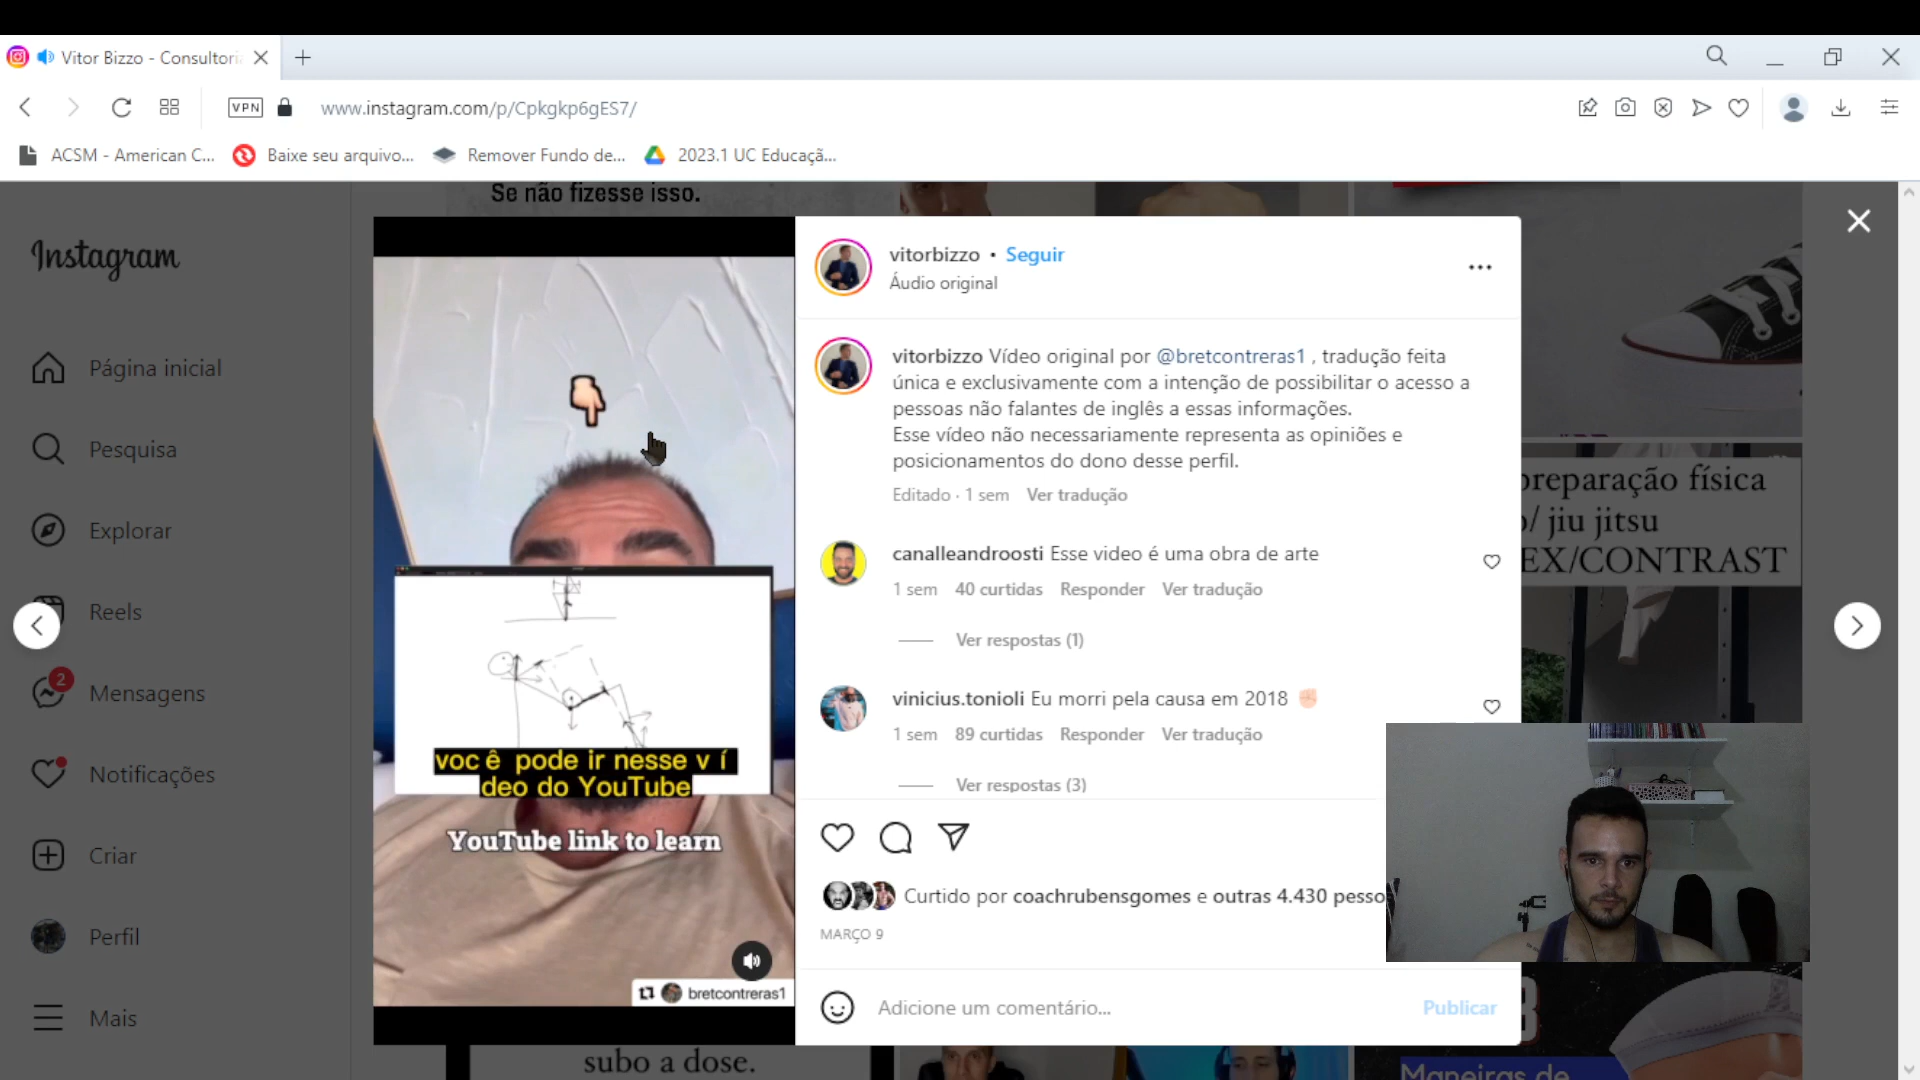 Vitor Bizzo - Consultori
VPN
www.instagram.com/p/Cpkgkp6gES7/
ACSM - American C...
Baixe seu arquivo...
Remover Fundo de...
2023.1 UC Educaçã...
Se não fizesse isso.
Instagram
Página inicial
Pesquisa
Explorar
Reels
2
Mensagens
Notificações
Criar
Perfil
Mais
você pode ir nesse ví
deo do YouTube
YouTube link to learn
bretcontreras1
vitorbizzo • Seguir
Áudio original
vitorbizzo Vídeo original por @bretcontreras1 , tradução feita
única e exclusivamente com a intenção de possibilitar o acesso a
pessoas não falantes de inglês a essas informações.
Esse vídeo não necessariamente representa as opiniões e
posicionamentos do dono desse perfil.
Editado · 1 sem Ver tradução
canalleandroosti Esse video é uma obra de arte
1 sem 40 curtidas Responder Ver tradução
Ver respostas (1)
vinicius.tonioli Eu morri pela causa em 2018 ✊🏻
1 sem 89 curtidas Responder Ver tradução
Ver respostas (3)
Curtido por coachrubensgomes e outras 4.430 pesso
MARÇO 9
Adicione um comentário...
Publicar
preparação física
p/ jiu jitsu
EX/CONTRAST
subo a dose.
Maneiras de